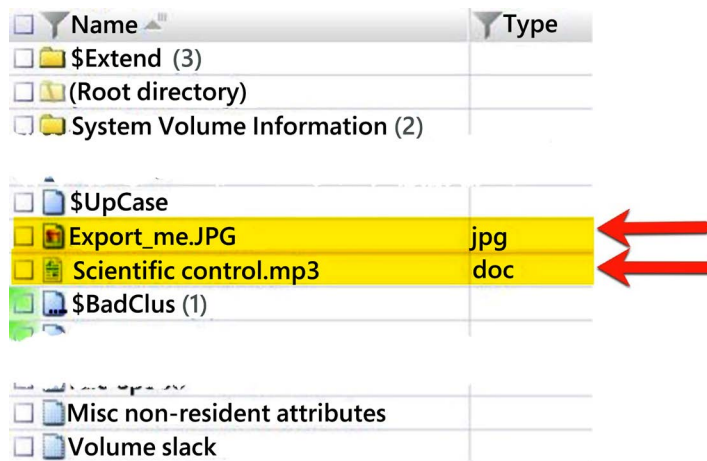 Name Type
$Extend (3)
(Root directory)
System Volume Information (2)
$UpCase
Export_me.JPG jpg
Scientific control.mp3 doc
$BadClus (1)
Misc non-resident attributes
Volume slack